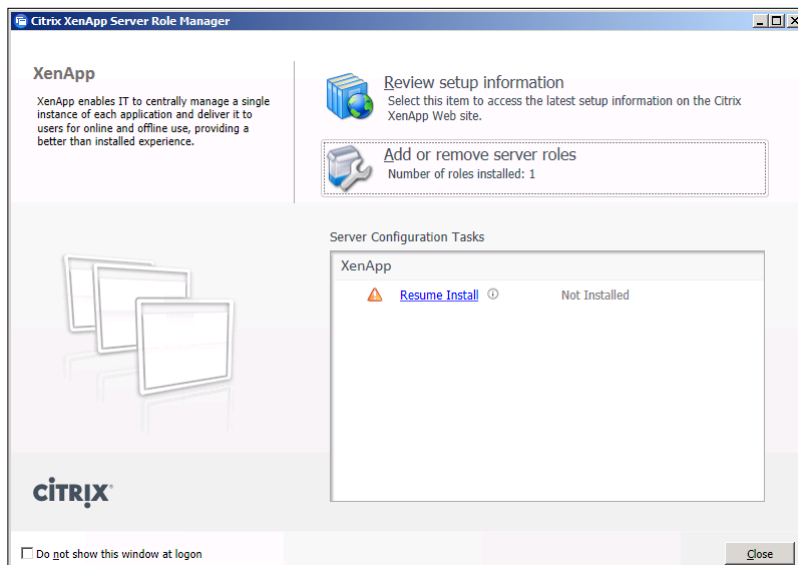 Citrix XenApp Server Role Manager
XenApp
XenApp enables IT to centrally manage a single
instance of each application and deliver it to
users for online and offline use, providing a
better than installed experience.
Review setup information
Select this item to access the latest setup information on the Citrix
XenApp Web site.
Add or remove server roles
Number of roles installed: 1
Server Configuration Tasks
XenApp
Resume Install Not Installed
CITRIX
Do not show this window at logon
Close